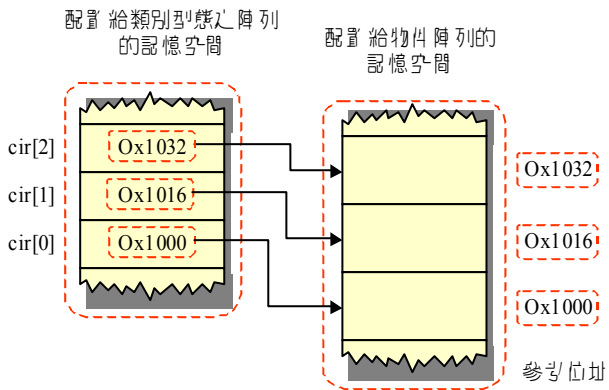 配置給類別型態之陣列
的記憶空間
配置給物件陣列的
記憶空間
cir[2]
Ox1032
cir[1]
Ox1016
cir[0]
Ox1000
Ox1032
Ox1016
Ox1000
參考位址